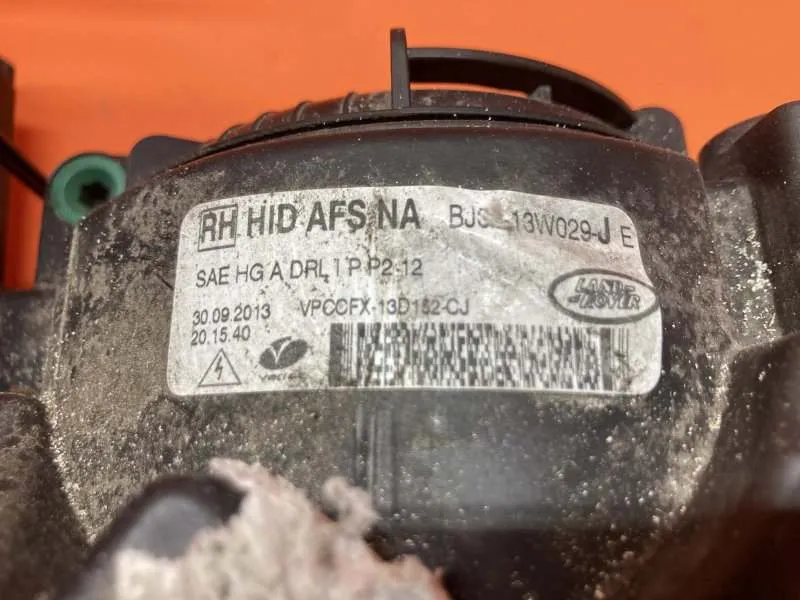 RH HID AFS NA
13W029-J E
SAE HG A DRL I P P2 12
30.09.2013 VPCCFX-13D152-CJ
20.15.40
LAND-
ROVER